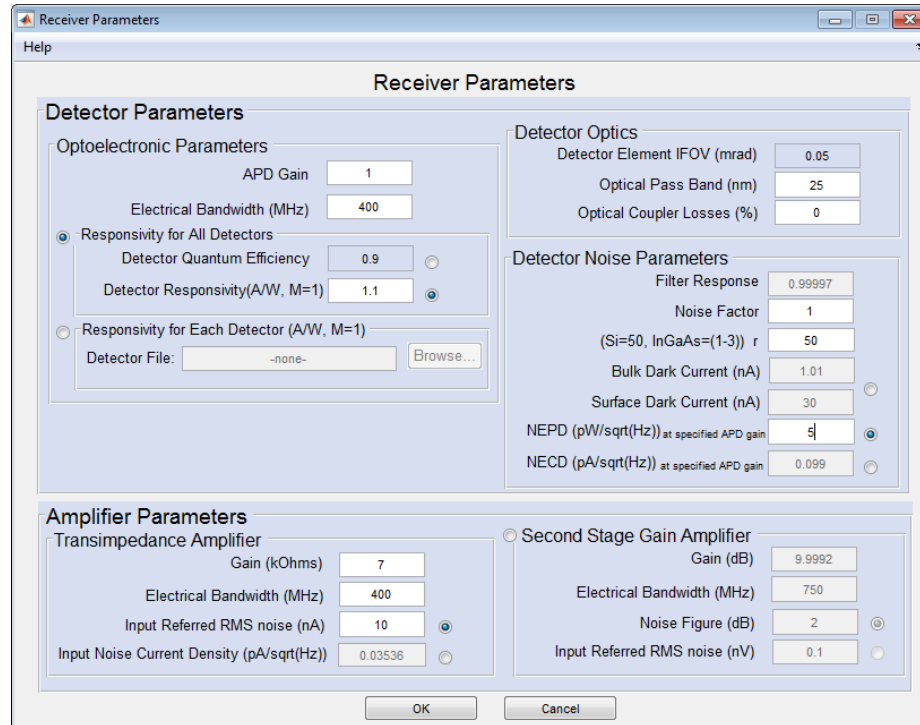 Receiver Parameters
Help
Receiver Parameters
Detector Parameters
Optoelectronic Parameters
APD Gain 1
Electrical Bandwidth (MHz) 400
Responsivity for All Detectors
Detector Quantum Efficiency 0.9
Detector Responsivity(A/W, M=1) 1.1
Responsivity for Each Detector (A/W, M=1)
Detector File: -none- Browse...
Detector Optics
Detector Element IFOV (mrad) 0.05
Optical Pass Band (nm) 25
Optical Coupler Losses (%) 0
Detector Noise Parameters
Filter Response 0.99997
Noise Factor 1
(Si=50, InGaAs=(1-3)) r 50
Bulk Dark Current (nA) 1.01
Surface Dark Current (nA) 30
NEPD (pW/sqrt(Hz)) at specified APD gain 5
NECD (pA/sqrt(Hz)) at specified APD gain 0.099
Amplifier Parameters
Transimpedance Amplifier
Gain (kOhms) 7
Electrical Bandwidth (MHz) 400
Input Referred RMS noise (nA) 10
Input Noise Current Density (pA/sqrt(Hz)) 0.03536
Second Stage Gain Amplifier
Gain (dB) 9.9992
Electrical Bandwidth (MHz) 750
Noise Figure (dB) 2
Input Referred RMS noise (nV) 0.1
OK Cancel